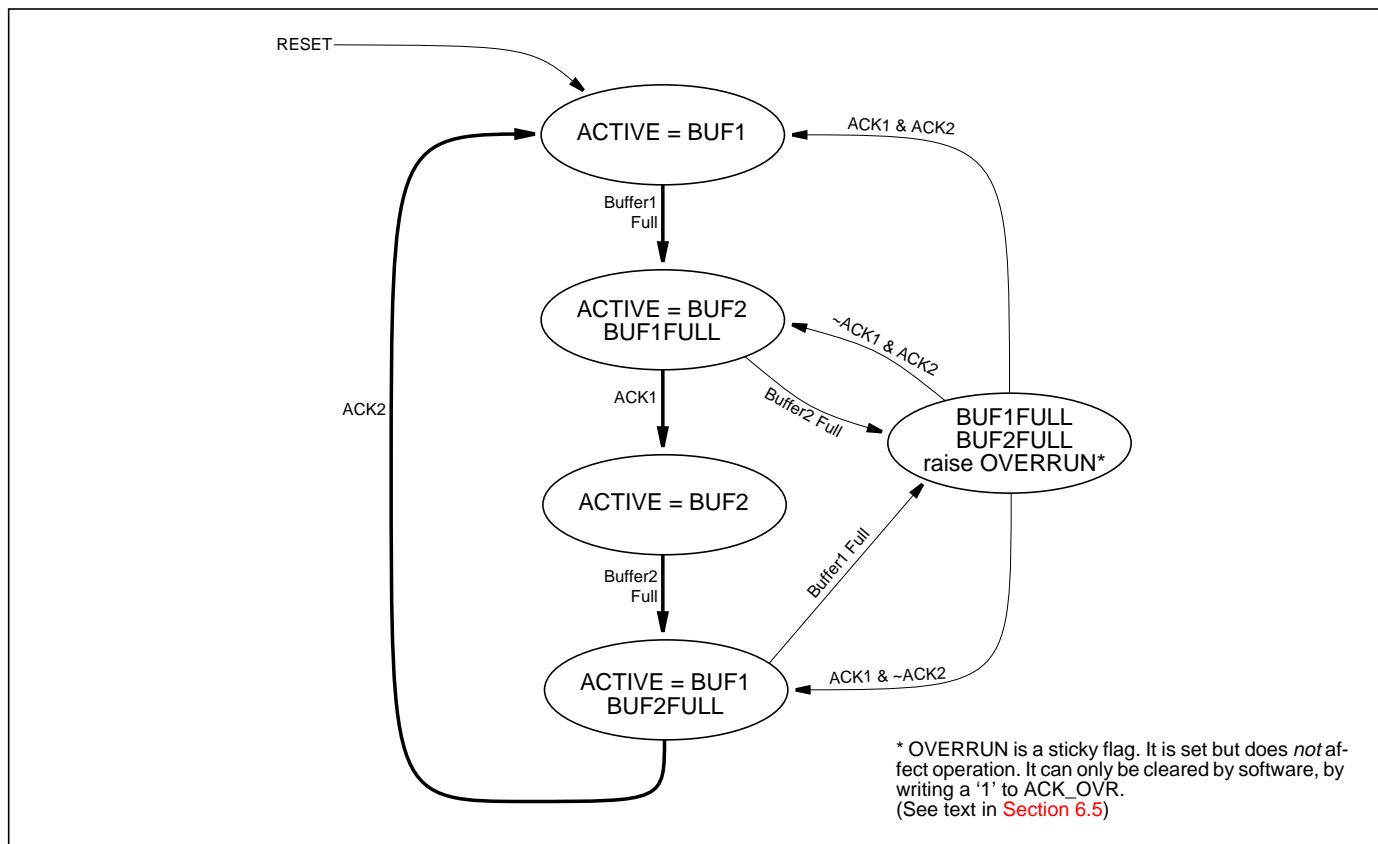 RESET
ACTIVE = BUF1
ACK1 & ACK2
Buffer1
Full
ACTIVE = BUF2
BUF1FULL
~ACK1 & ACK2
Buffer2 Full
ACK2
ACK1
BUF1FULL
BUF2FULL
raise OVERRUN*
ACTIVE = BUF2
Buffer2
Full
Buffer1 Full
ACTIVE = BUF1
BUF2FULL
ACK1 & ~ACK2
* OVERRUN is a sticky flag. It is set but does not af-
fect operation. It can only be cleared by software, by
writing a ‘1’ to ACK_OVR.
(See text in Section 6.5)